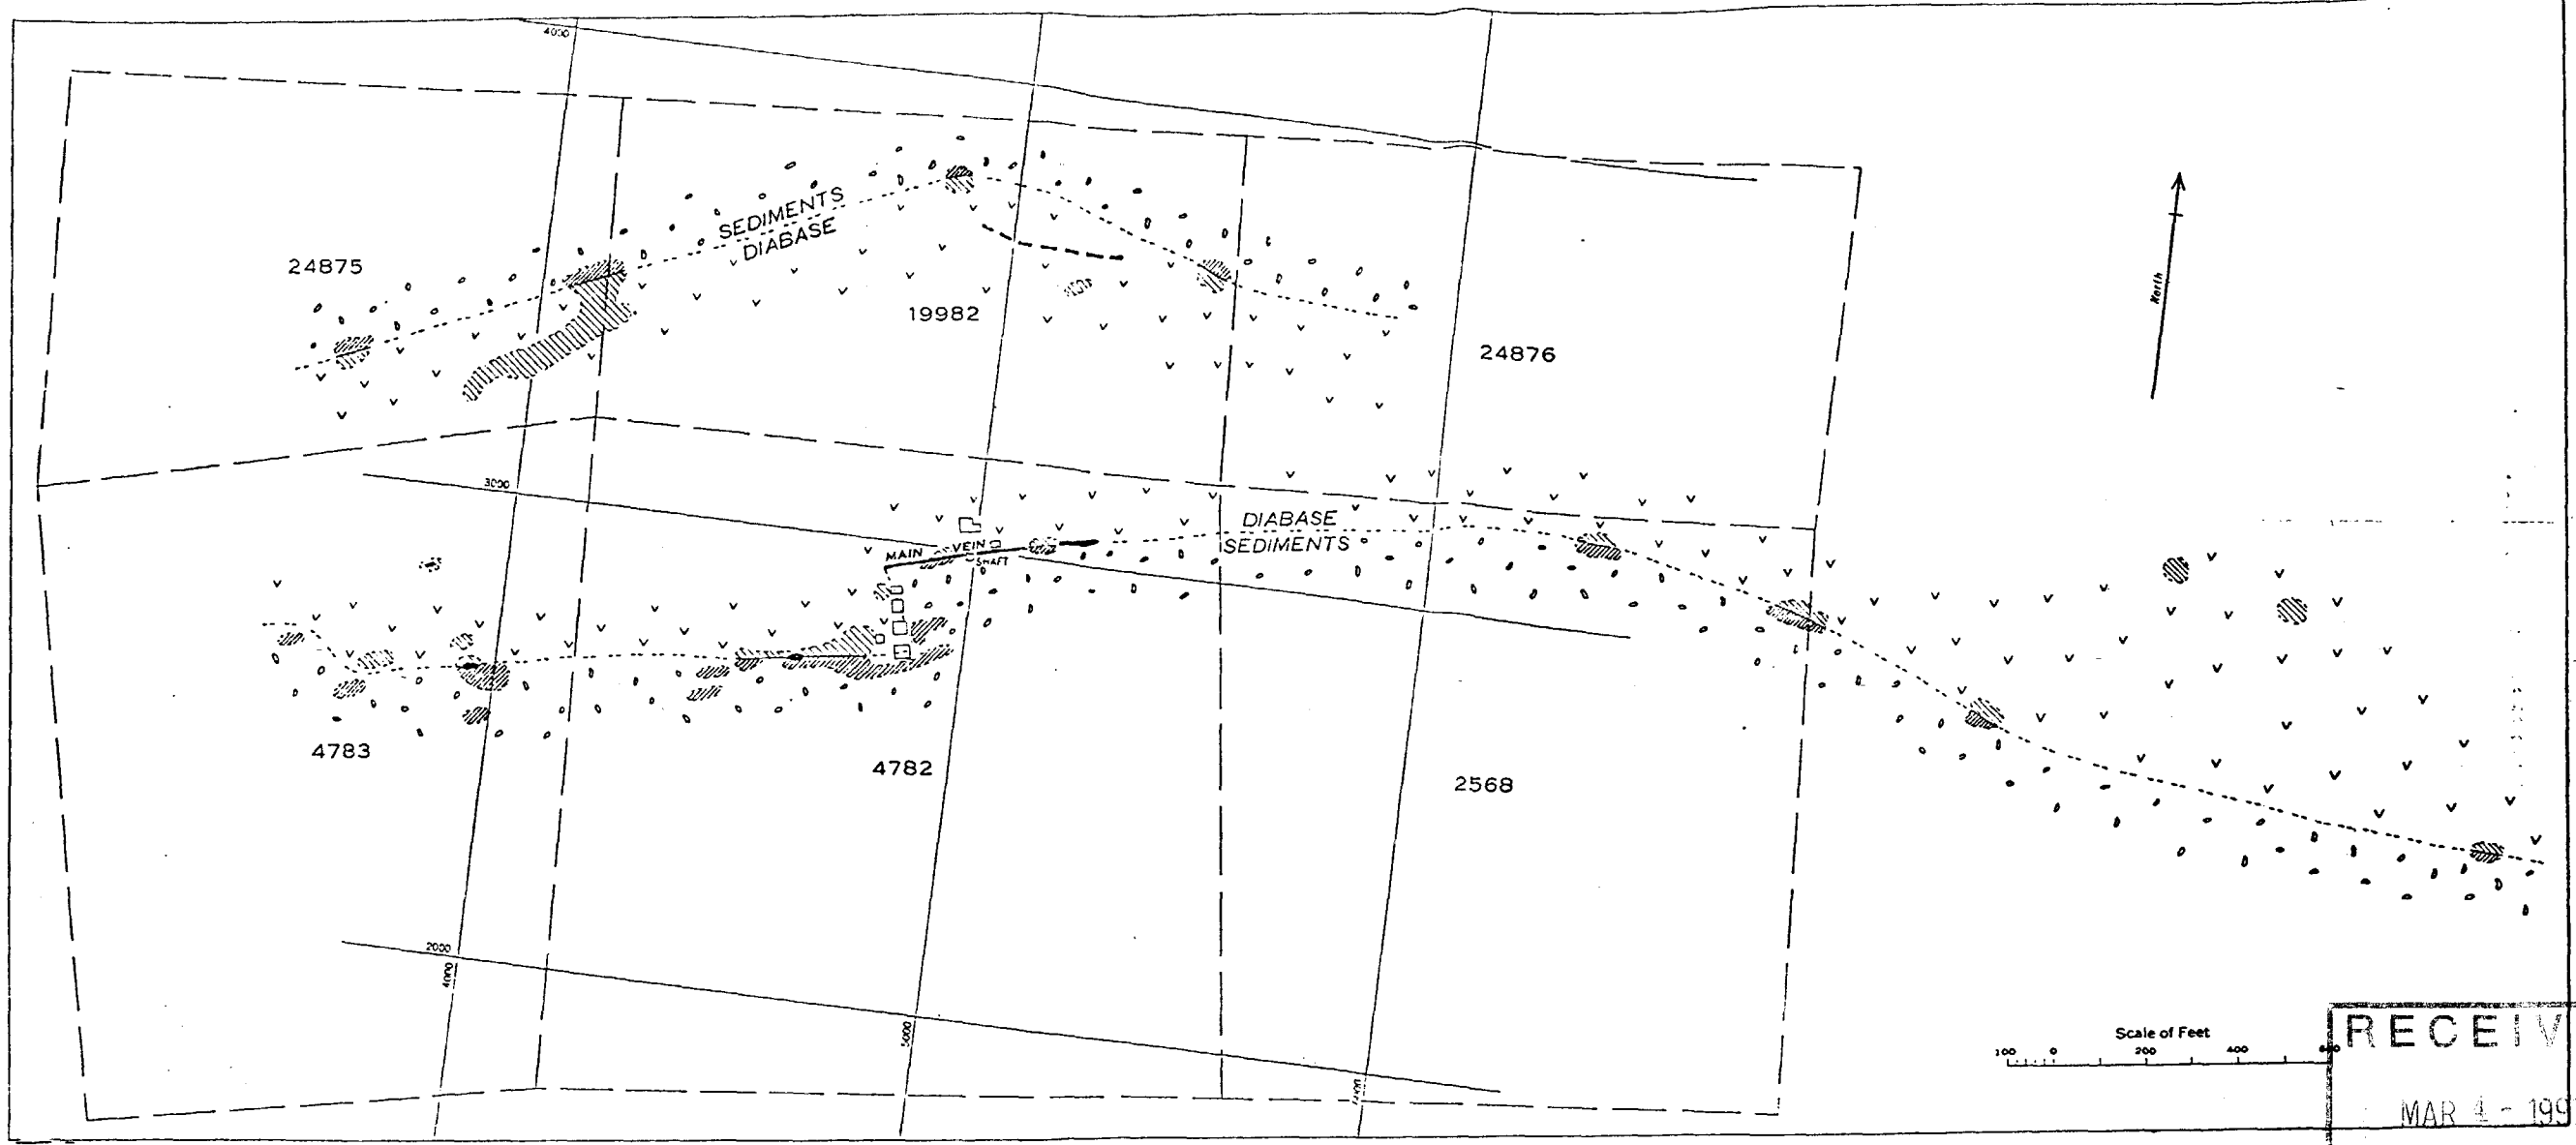 4000
SEDIMENTS
DIABASE
24875
19982
24876
North
3000
DIABASE
SEDIMENTS
MAIN VEIN
SHAFT
4783
4782
2568
2000
4000
5000
Scale of Feet
100 0 200 400
RECEIV
MAR 4 - 199